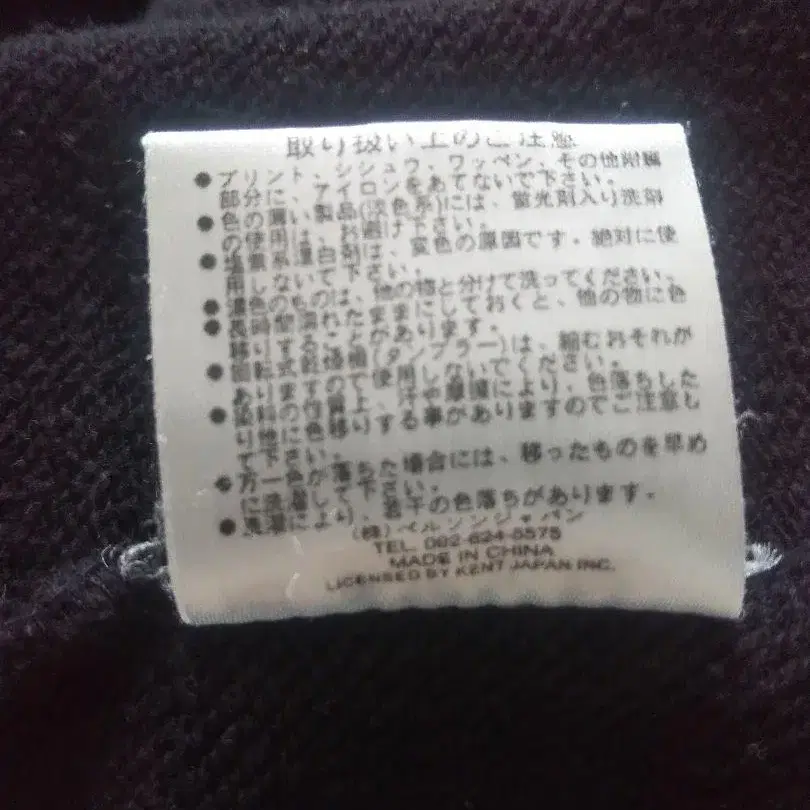 取り扱い上のご注意
●プリント、シシュウ、ワッペン、その他附属
部分に、アイロンをあてないで下さい。
●色の薄い製品(淡色系)には、蛍光剤入り洗剤
の使用は、お避け下さい。
●塩素系漂白剤は、変色の原因です。絶対に使
用しないで下さい。
●濃色のものは、他の物と分けて洗ってください。
●長時間濡れたままにしておくと、他の物に色
移りすることがあります。
●回転式乾燥機(タンブラー)は、縮むおそれが
ありますので使用しないでください。
●染料の性質上、汗や摩擦により、色落ちした
り他に色移りする事がありますのでご注意し
て下さい。
●万一色が落ちた場合には、移ったものを早め
に洗濯して下さい。
●洗濯により、若干の色落ちがあります。
(株)ベルソンジャパン
TEL. 082-624-5575
MADE IN CHINA
LICENSED BY KENT JAPAN INC.